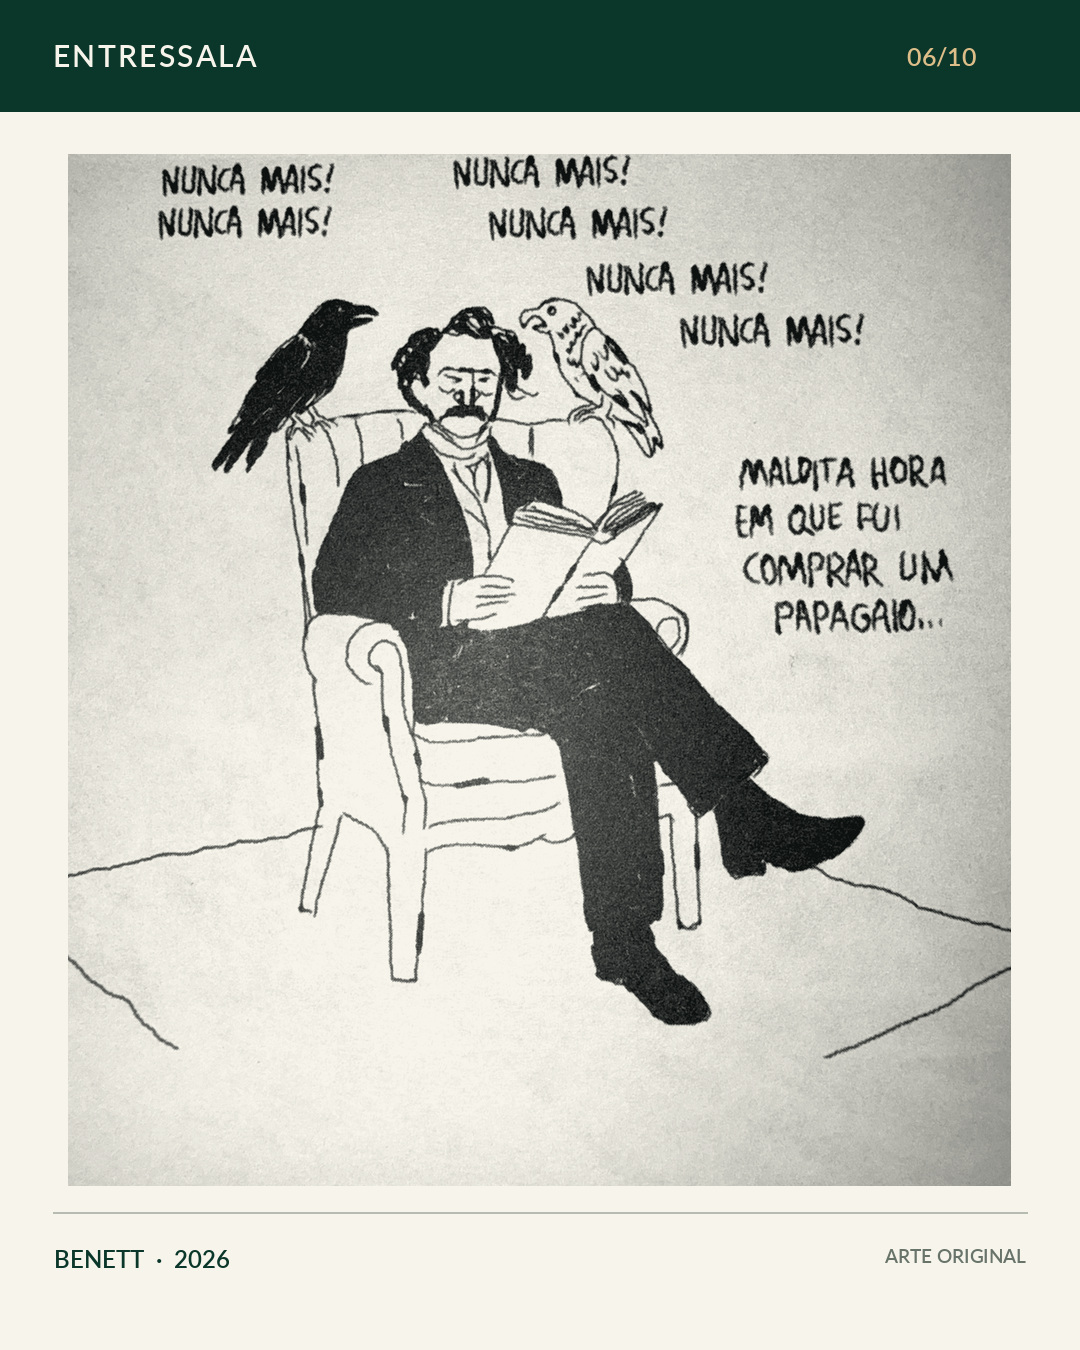 ENTRESSALA
06/10
NUNCA MAIS!
NUNCA MAIS!
NUNCA MAIS!
NUNCA MAIS!
NUNCA MAIS!
NUNCA MAIS!
MALDITA HORA
EM QUE FUI
COMPRAR UM
PAPAGAIO...
BENETT · 2026
ARTE ORIGINAL